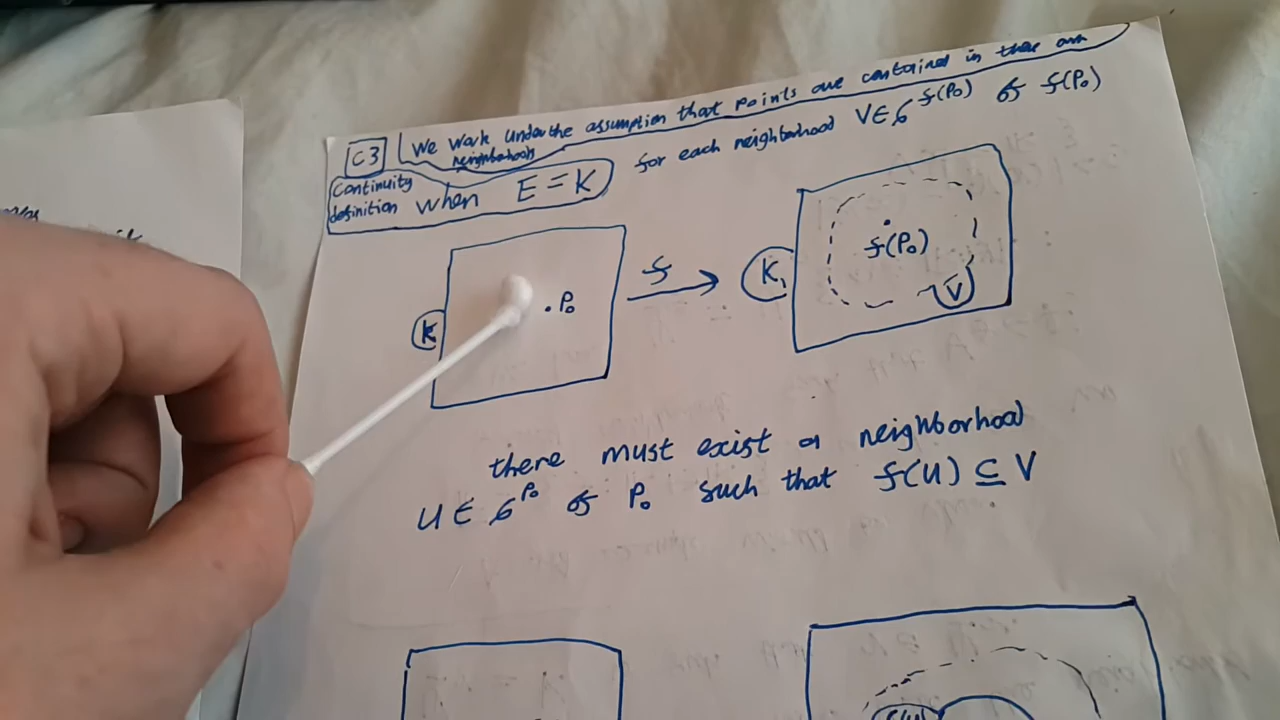 C3 We work under the assumption that points are contained in there own
neighborhoods
Continuity
definition when E = K for each neighborhood V ∈ 𝒢^f(P₀) of f(P₀)
K
. P₀
f
K₁
f(P₀)
V
there must exist a neighborhood
U ∈ 𝒢^P₀ of P₀ such that f(U) ⊆ V